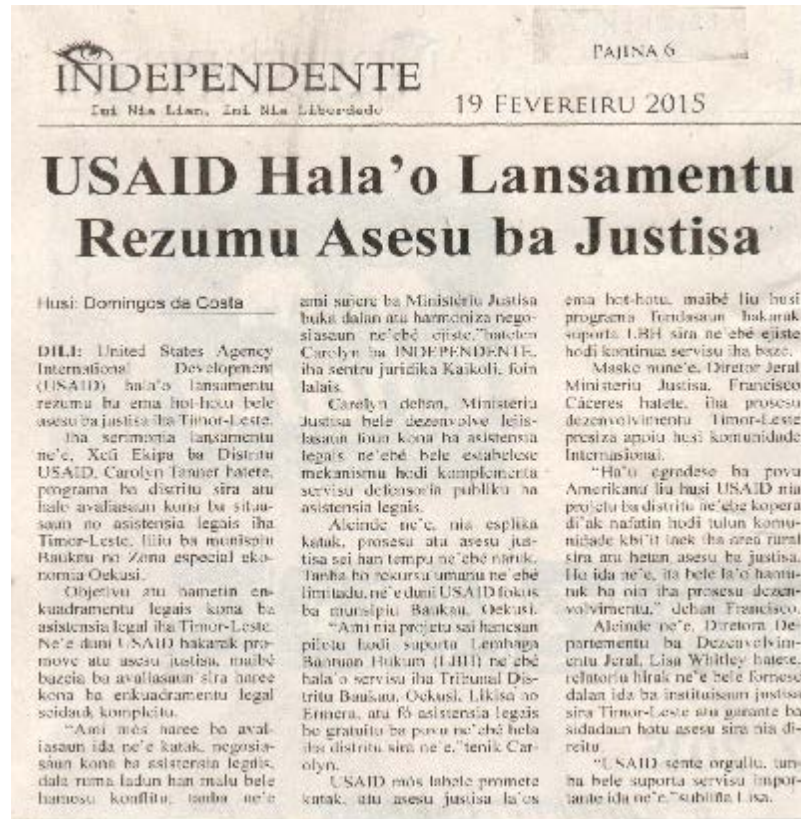 PAJINA 6
INDEPENDENTE
Ini Nia Lian, Ini Nia Liberdade
19 FEVEREIRU 2015
USAID Hala’o Lansamentu
Rezumu Asesu ba Justisa
Husi: Domingos da Costa
DILI: United States Agency
International Development
(USAID) hala’o lansamentu
rezumu ba ema hot-hotu bele
asesu ba justisa iha Timor-Leste.
Iha serimonia lansamentu
ne’e, Xefi Ekipa ba Distritu
USAID, Carolyn Tanner hatete,
programa ba distritu sira atu
halo avaliasaun kona ba situa-
saun no asistensia legais iha
Timor-Leste, liliu ba munisipiu
Baukau no Zona especial eko-
nomia Oekusi.
Objetivu atu hametin en-
kuadramentu legais kona ba
asistensia legal iha Timor-Leste.
Ne’e duni USAID hakarak pro-
move atu asesu justisa, maibé
bazeia ba avaliasaun sira haree
kona ba enkuadramentu legal
seidauk kompleitu.
“Ami mós haree ba aval-
iasaun ida ne’e katak, negosia-
saun kona ba asistensia legais,
dala ruma ladun han malu bele
hamosu konflitu, tanba ne’e
ami sujere ba Ministériu Justisa
buka dalan atu harmoniza nego-
siasaun ne’ebé ejiste,”hateten
Carolyn ba INDEPENDENTE,
iha sentru juridika Kaikoli, foin
lalais.
Carolyn dehan, Ministeriu
Justisa bele dezenvolve lejis-
lasaun foun kona ba asistensia
legais ne’ebé bele estabelese
mekanismu hodi komplementa
servisu defensoria publiku ba
asistensia legais.
Aleinde ne’e, nia esplika
katak, prosesu atu asesu jus-
tisa sei han tempu ne’ebé naruk.
Tanba ho rekursu umanu ne’ebé
limitadu, ne’e duni USAID fokus
ba munsipiu Baukau, Oekusi.
“Ami nia projetu sai hanesan
pilotu hodi suporta Lembaga
Bantuan Hukum (LBH) ne’ebé
hala’o servisu iha Tribunal Dis-
tritu Baukau, Oekusi, Likisa no
Ermera, atu fó asistensia legais
be gratuitu ba povu ne’ebé hela
iha distritu sira ne’e,”tenik Car-
olyn.
USAID mós labele promete
katak, atu asesu justisa la’os
ema hot-hotu, maibé liu husi
programa fundasaun hakarak
suporta LBH sira ne’ebé ejiste
hodi kontinua servisu iha baze.
Maske nune’e, Diretor Jeral
Ministeriu Justisa, Francisco
Cáceres hatete, iha prosesu
dezenvolvimentu Timor-Leste
presiza apoiu husi komunidade
Internasional.
“Ha’u agredese ba povu
Amerikanu liu husi USAID nia
projetu ba distritu ne’ebe kopera
di’ak nafatin hodi tulun komu-
nidade kbi’it laek iha area rural
sira atu hetan asesu ba justisa.
Ho ida ne’e, ita bele la’o hamu-
tuk ba oin iha prosesu dezen-
volvimentu,” dehan Francisco.
Aleinde ne’e, Diretora De-
partementu ba Dezenvolvim-
entu Jeral, Lisa Whitley hatete,
relatoriu hirak ne’e bele fornese
dalan ida ba instituisaun justisa
sira Timor-Leste atu garante ba
sidadaun hotu asesu sira nia di-
reitu.
“USAID sente orgullu, tan-
ba bele suporta servisu impor-
tante ida ne’e,”subliña Lisa.